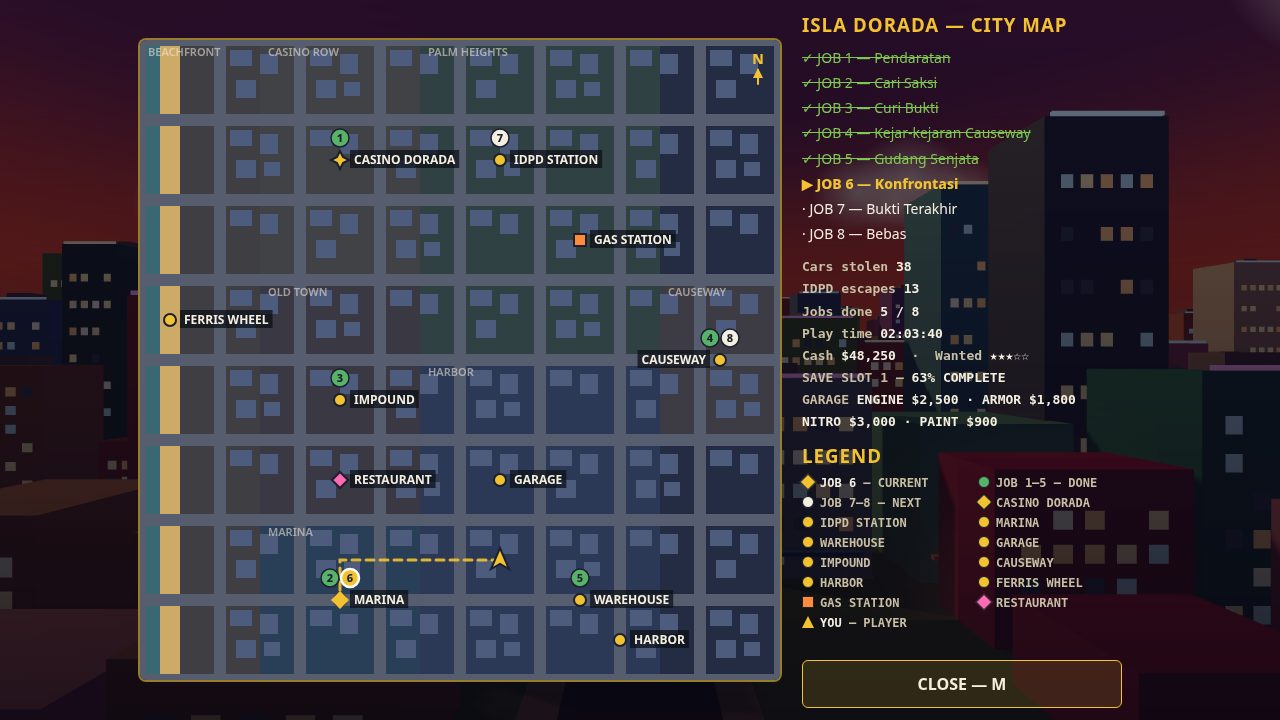 BEACHFRONT
CASINO ROW
PALM HEIGHTS
N
1
7
CASINO DORADA
IDPD STATION
GAS STATION
OLD TOWN
CAUSEWAY
FERRIS WHEEL
4
8
CAUSEWAY
3
HARBOR
IMPOUND
RESTAURANT
GARAGE
MARINA
2
6
5
MARINA
WAREHOUSE
HARBOR
ISLA DORADA — CITY MAP
✓ JOB 1 — Pendaratan
✓ JOB 2 — Cari Saksi
✓ JOB 3 — Curi Bukti
✓ JOB 4 — Kejar-kejaran Causeway
✓ JOB 5 — Gudang Senjata
▶ JOB 6 — Konfrontasi
· JOB 7 — Bukti Terakhir
· JOB 8 — Bebas
Cars stolen 38
IDPD escapes 13
Jobs done 5 / 8
Play time 02:03:40
Cash $48,250 · Wanted ★★★☆☆
SAVE SLOT 1 — 63% COMPLETE
GARAGE ENGINE $2,500 · ARMOR $1,800
NITRO $3,000 · PAINT $900
LEGEND
JOB 6 — CURRENT
JOB 1–5 — DONE
JOB 7–8 — NEXT
CASINO DORADA
IDPD STATION
MARINA
WAREHOUSE
GARAGE
IMPOUND
CAUSEWAY
HARBOR
FERRIS WHEEL
GAS STATION
RESTAURANT
YOU — PLAYER
CLOSE — M